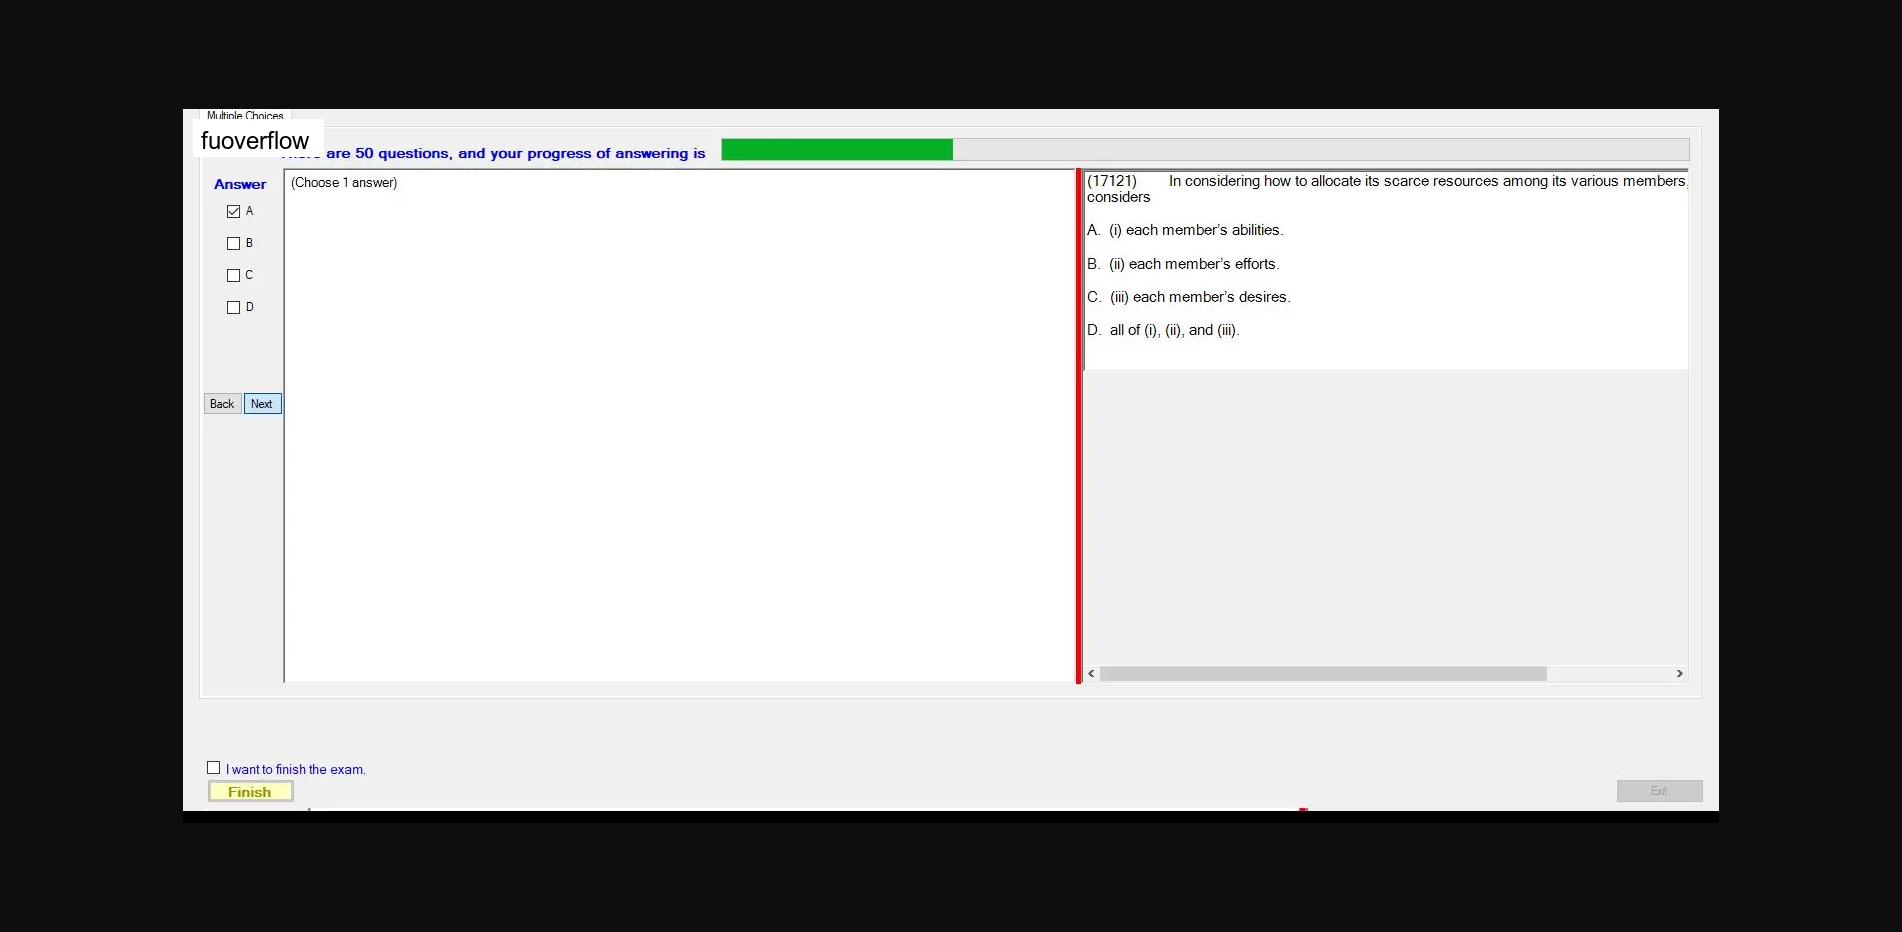 Multiple Choices
fuoverflow
are 50 questions, and your progress of answering is
Answer
A
B
C
D
Back Next
(Choose 1 answer)
(17121) In considering how to allocate its scarce resources among its various members,
considers
A. (i) each member’s abilities.
B. (ii) each member’s efforts.
C. (iii) each member’s desires.
D. all of (i), (ii), and (iii).
I want to finish the exam.
Finish
Exit